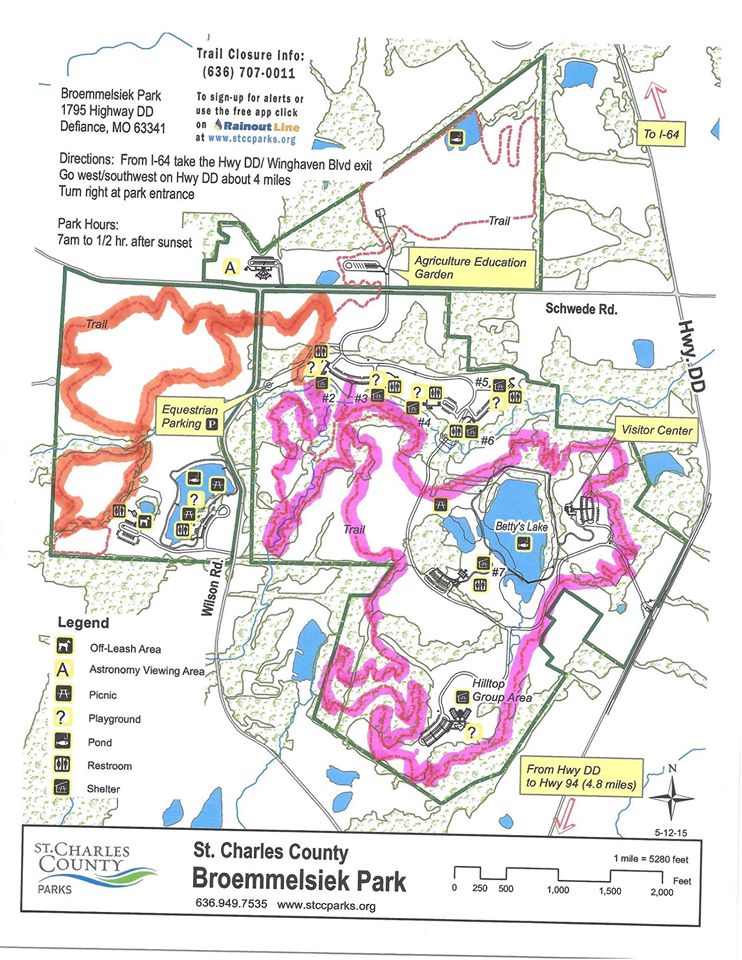 Trail Closure Info:
(636) 707-0011
To sign-up for alerts or
use the free app click
on Rainout Line
at www.stccparks.org
Broemmelsiek Park
1795 Highway DD
Defiance, MO 63341
Directions: From I-64 take the Hwy DD/ Winghaven Blvd exit
Go west/southwest on Hwy DD about 4 miles
Turn right at park entrance
Park Hours:
7am to 1/2 hr. after sunset
To I-64
Trail
A
Agriculture Education
Garden
Schwede Rd.
Hwy. DD
Trail
?
#2
#3
?
?
#4
#5
?
#6
Equestrian
Parking P
Visitor Center
?
Trail
Betty's Lake
#7
Wilson Rd.
Hilltop
Group Area
?
Legend
Off-Leash Area
A Astronomy Viewing Area
Picnic
? Playground
Pond
Restroom
Shelter
From Hwy DD
to Hwy 94 (4.8 miles)
N
5-12-15
ST. CHARLES
COUNTY
PARKS
St. Charles County
Broemmelsiek Park
636.949.7535 www.stccparks.org
1 mile = 5280 feet
0 250 500 1,000 1,500 2,000 Feet